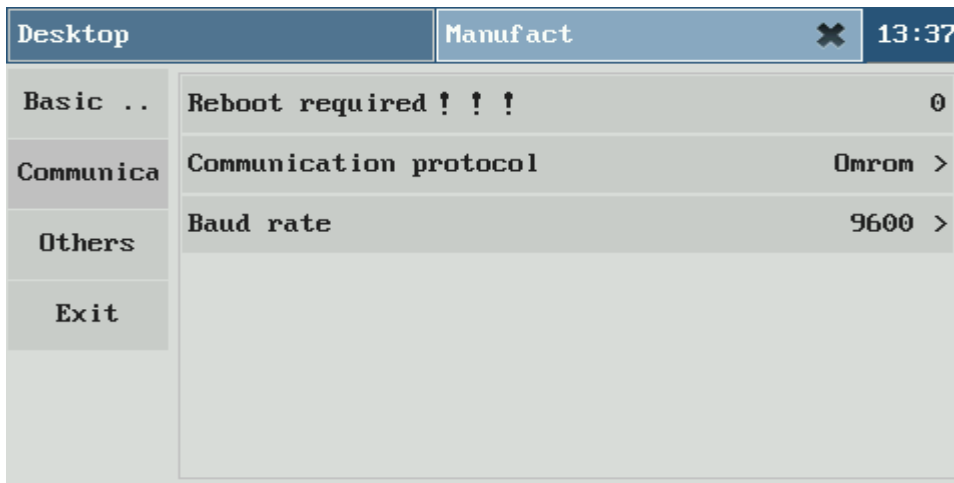 Desktop Manufact 13:37
Basic ..
Communica
Others
Exit
Reboot required!!! 0
Communication protocol Omrom >
Baud rate 9600 >